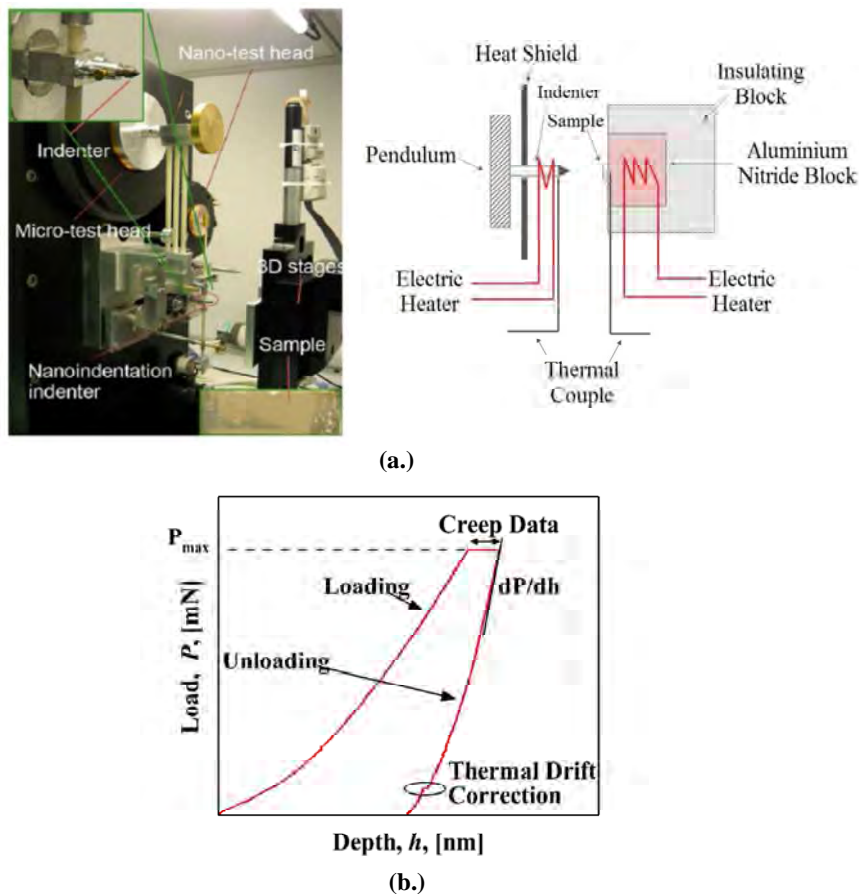 Nano-test head
Indenter
Micro-test head
3D stages
Nanoindentation
indenter
Sample
Heat Shield
Indenter
Sample
Pendulum
Insulating
Block
Aluminium
Nitride Block
Electric
Heater
Electric
Heater
Thermal
Couple
(a.)
Creep Data
Pmax
dP/dh
Loading
Unloading
Load, P, [mN]
Thermal Drift
Correction
Depth, h, [nm]
(b.)